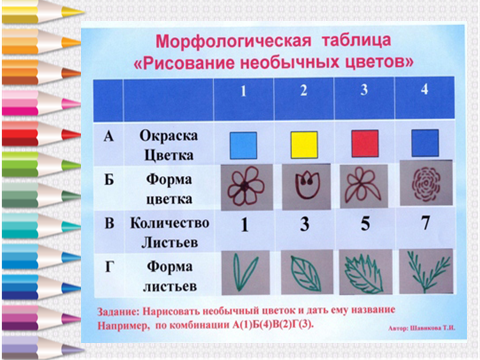 Морфологическая таблица
«Рисование необычных цветов»
1 2 3 4
А Окраска
Цветка
Б Форма
цветка
В Количество
Листьев 1 3 5 7
Г Форма
листьев
Задание: Нарисовать необычный цветок и дать ему название
Например, по комбинации А(1)Б(4)В(2)Г(3).
Автор: Шавикова Т.П.